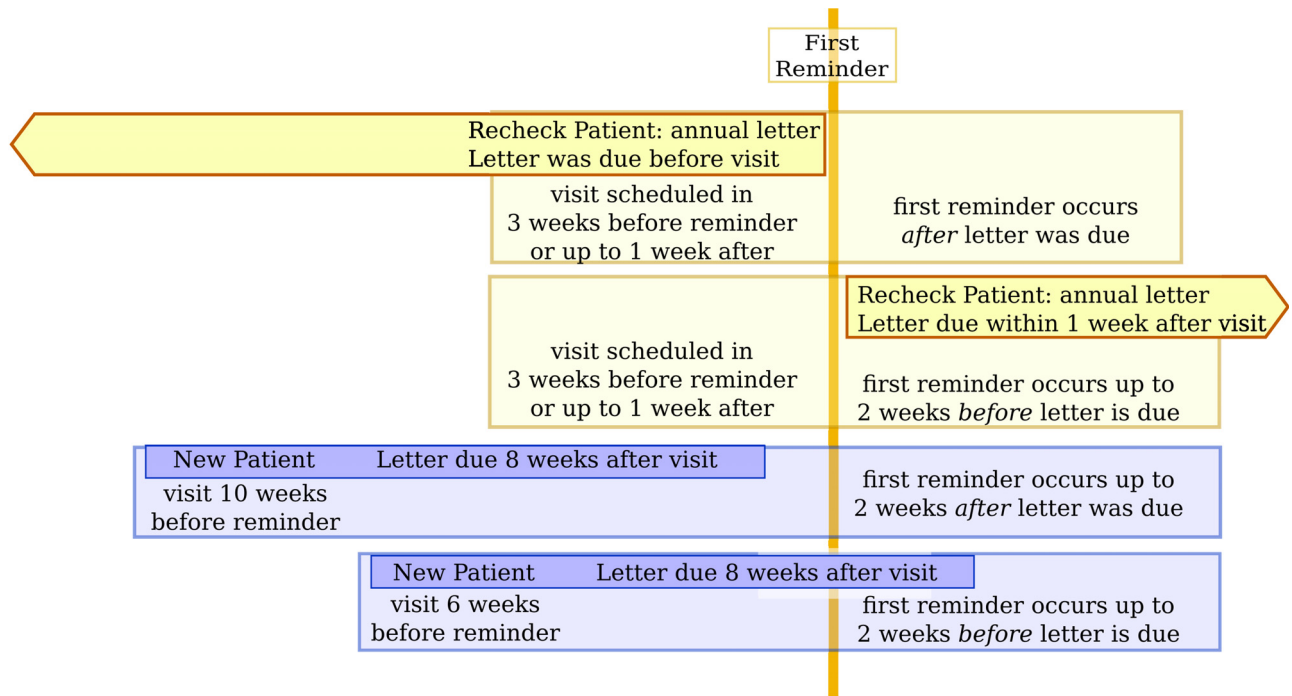 First
Reminder
Recheck Patient: annual letter
Letter was due before visit
visit scheduled in
3 weeks before reminder
or up to 1 week after
first reminder occurs
after letter was due
Recheck Patient: annual letter
Letter due within 1 week after visit
visit scheduled in
3 weeks before reminder
or up to 1 week after
first reminder occurs up to
2 weeks before letter is due
New Patient Letter due 8 weeks after visit
visit 10 weeks
before reminder
first reminder occurs up to
2 weeks after letter was due
New Patient Letter due 8 weeks after visit
visit 6 weeks
before reminder
first reminder occurs up to
2 weeks before letter is due